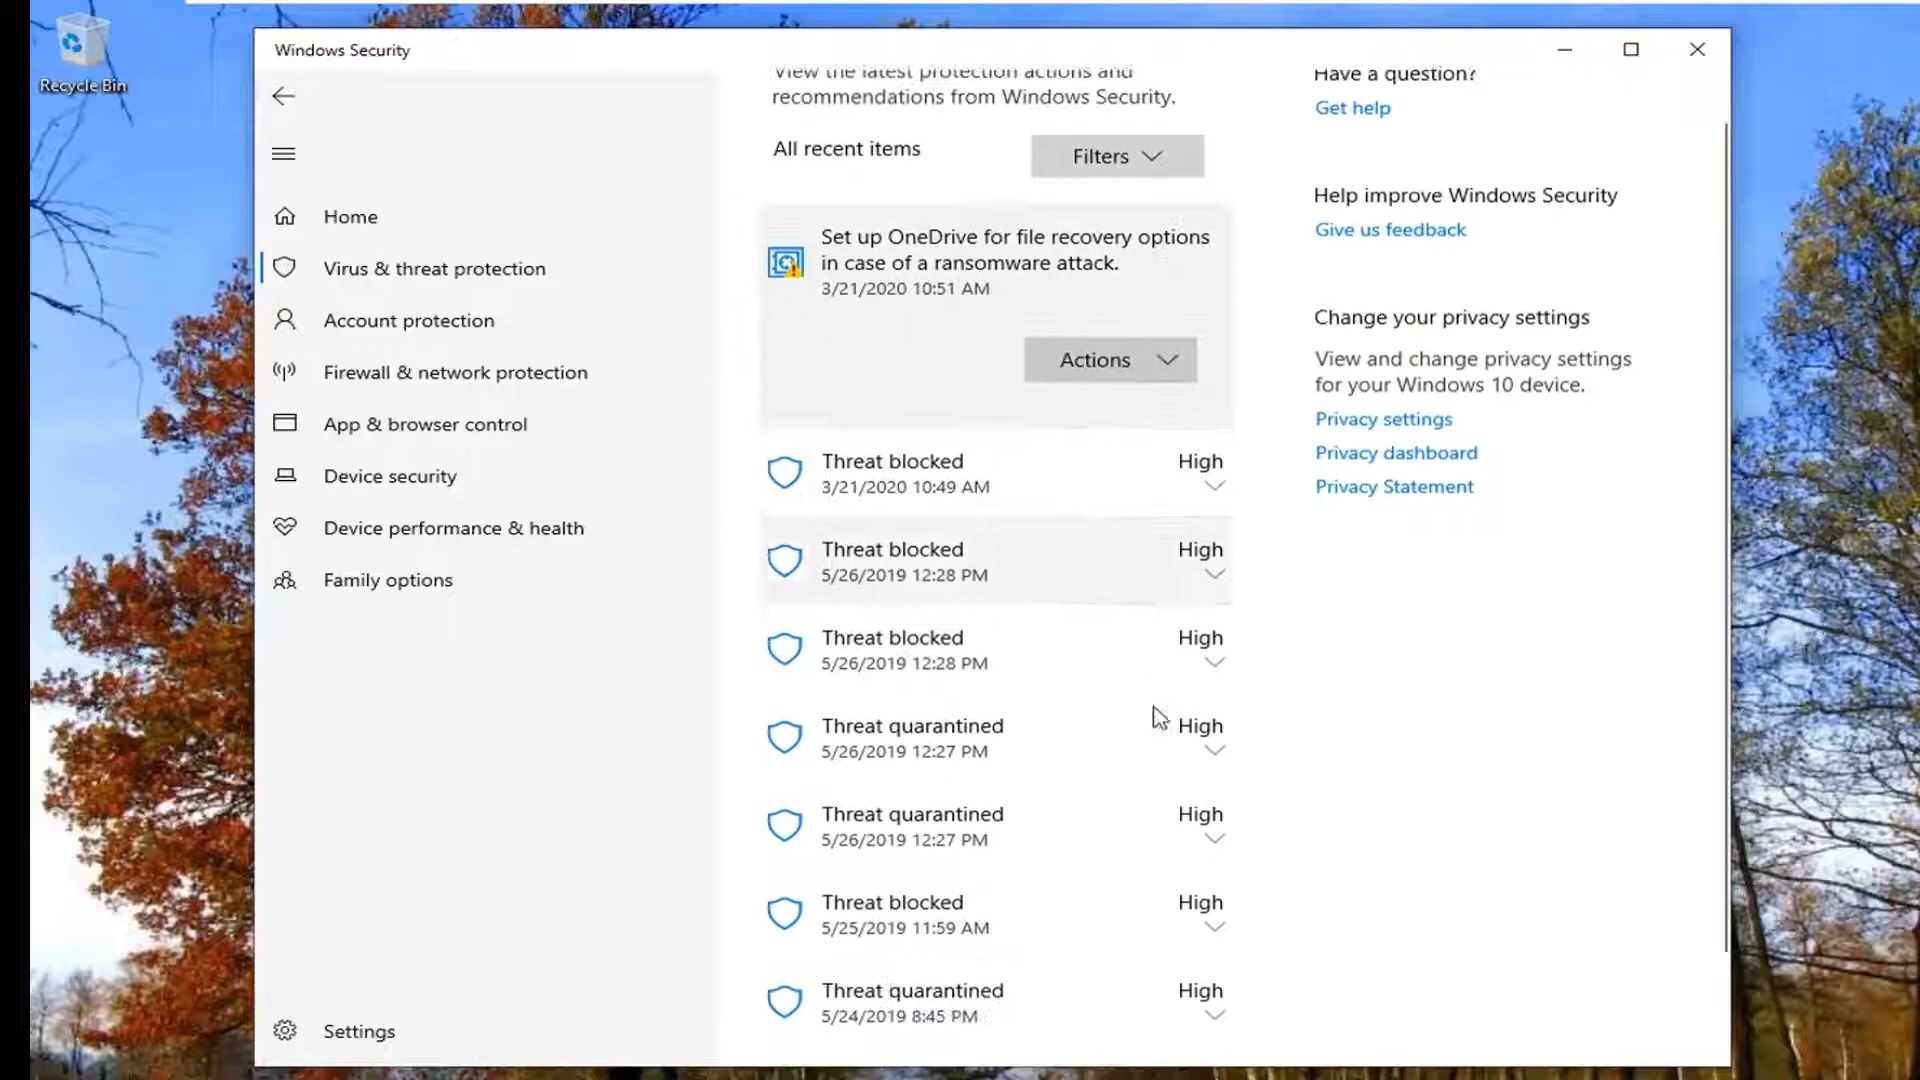 Recycle Bin
Windows Security
Home
Virus & threat protection
Account protection
Firewall & network protection
App & browser control
Device security
Device performance & health
Family options
Settings
View the latest protection actions and
recommendations from Windows Security.
All recent items
Filters
Set up OneDrive for file recovery options
in case of a ransomware attack.
3/21/2020 10:51 AM
Actions
Threat blocked High
3/21/2020 10:49 AM
Threat blocked High
5/26/2019 12:28 PM
Threat blocked High
5/26/2019 12:28 PM
Threat quarantined High
5/26/2019 12:27 PM
Threat quarantined High
5/26/2019 12:27 PM
Threat blocked High
5/25/2019 11:59 AM
Threat quarantined High
5/24/2019 8:45 PM
Have a question?
Get help
Help improve Windows Security
Give us feedback
Change your privacy settings
View and change privacy settings
for your Windows 10 device.
Privacy settings
Privacy dashboard
Privacy Statement